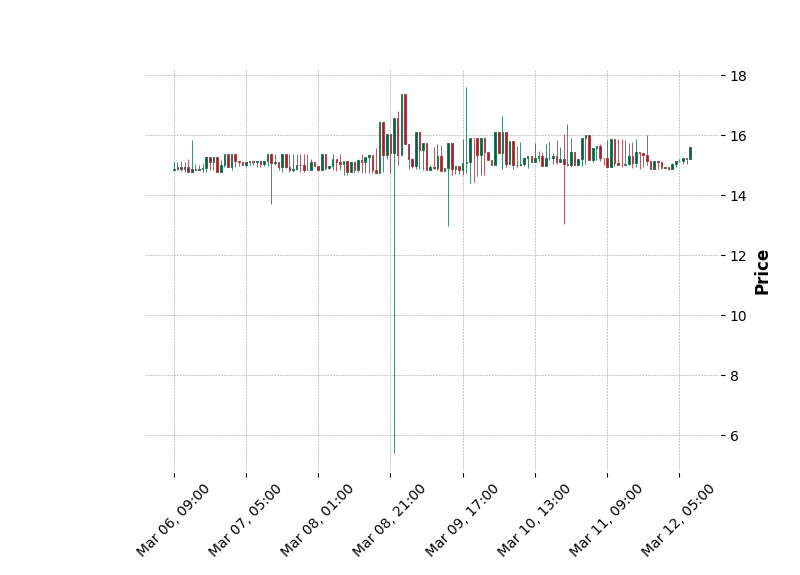 18
16
14
12
10
8
6
Price
Mar 06, 09:00
Mar 07, 05:00
Mar 08, 01:00
Mar 08, 21:00
Mar 09, 17:00
Mar 10, 13:00
Mar 11, 09:00
Mar 12, 05:00